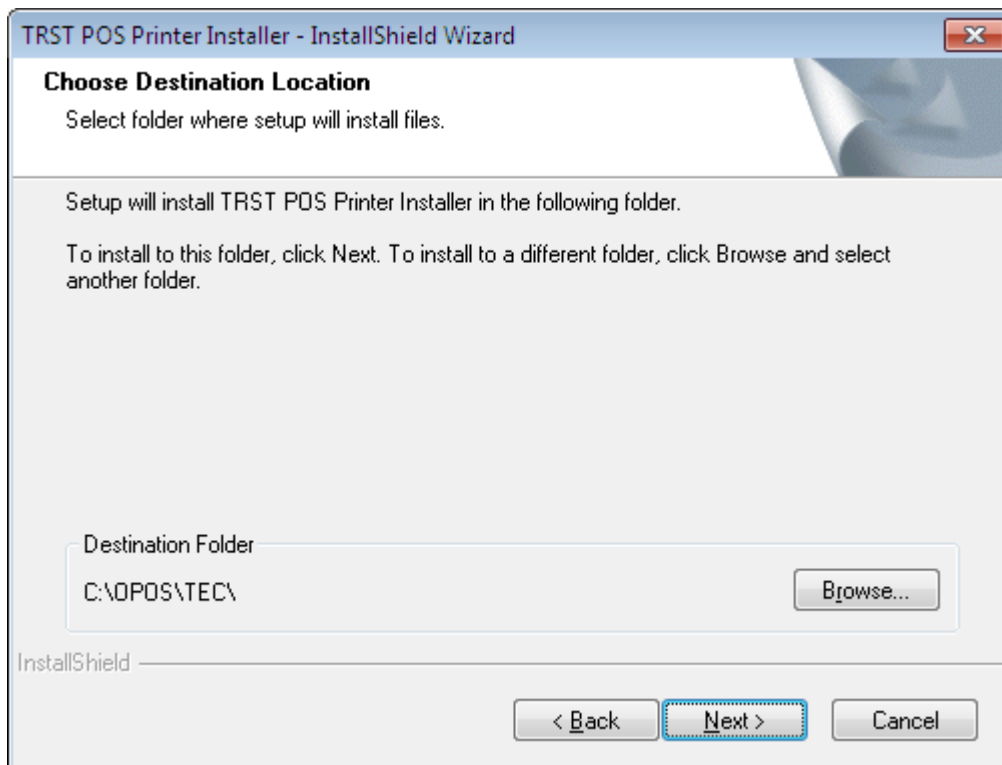 TRST POS Printer Installer - InstallShield Wizard
Choose Destination Location
Select folder where setup will install files.
Setup will install TRST POS Printer Installer in the following folder.
To install to this folder, click Next. To install to a different folder, click Browse and select
another folder.
Destination Folder
C:\OPOS\TEC\
Browse...
InstallShield
< Back
Next >
Cancel